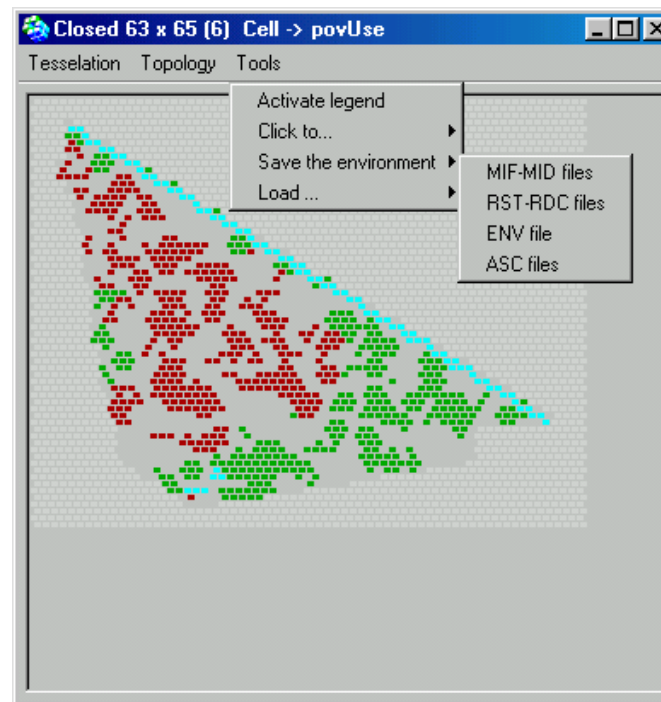 Closed 63 x 65 (6) Cell -> povUse
Tesselation Topology Tools
Activate legend
Click to...
Save the environment
Load ...
MIF-MID files
RST-RDC files
ENV file
ASC files